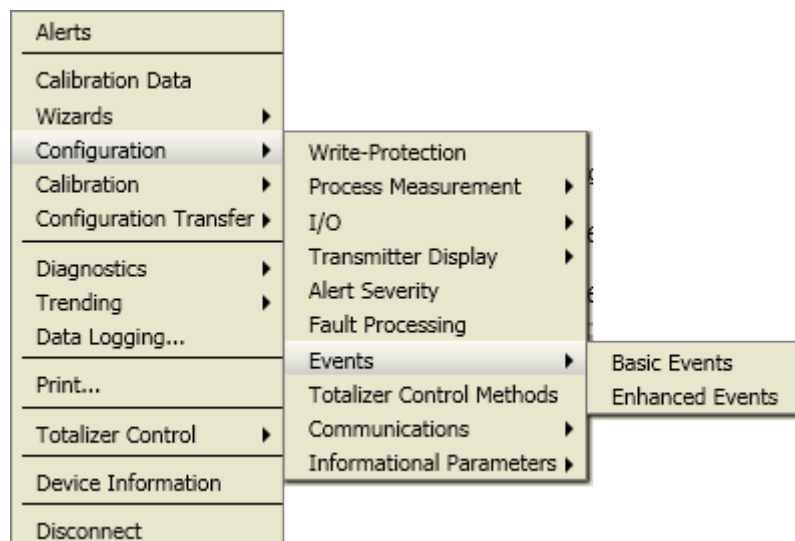 Alerts
Calibration Data
Wizards
Configuration
Calibration
Configuration Transfer
Diagnostics
Trending
Data Logging...
Print...
Totalizer Control
Device Information
Disconnect
Write-Protection
Process Measurement
I/O
Transmitter Display
Alert Severity
Fault Processing
Events
Totalizer Control Methods
Communications
Informational Parameters
Basic Events
Enhanced Events